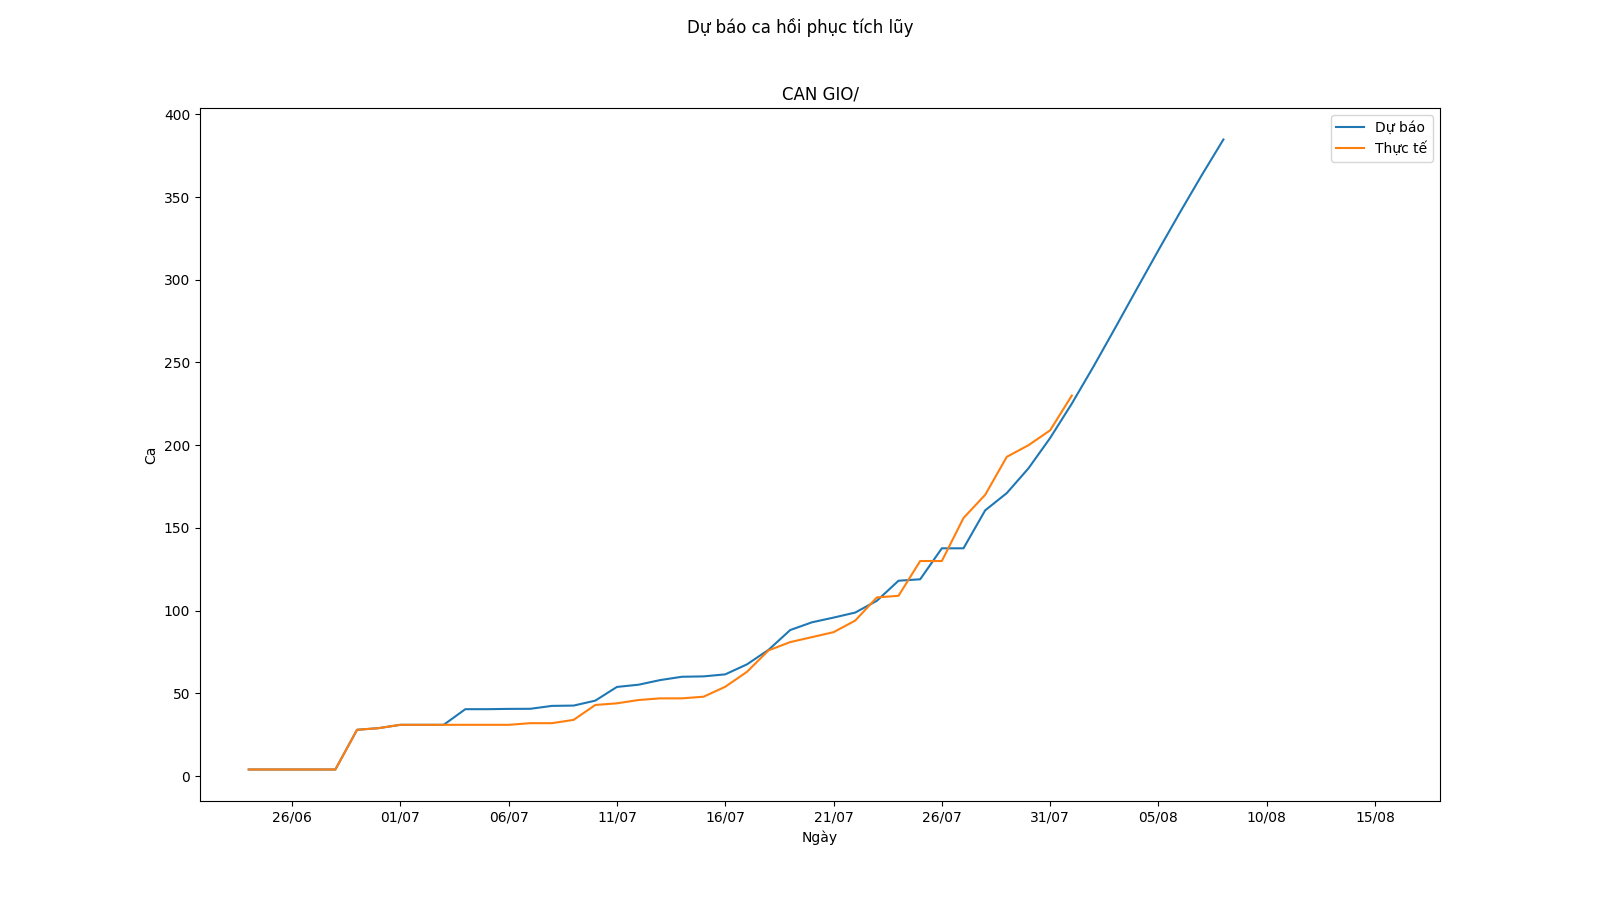 Dự báo ca hồi phục tích lũy
CAN GIO/
400
350
300
250
200
150
100
50
0
Ca
Dự báo
Thực tế
26/06 01/07 06/07 11/07 16/07 21/07 26/07 31/07 05/08 10/08 15/08
Ngày